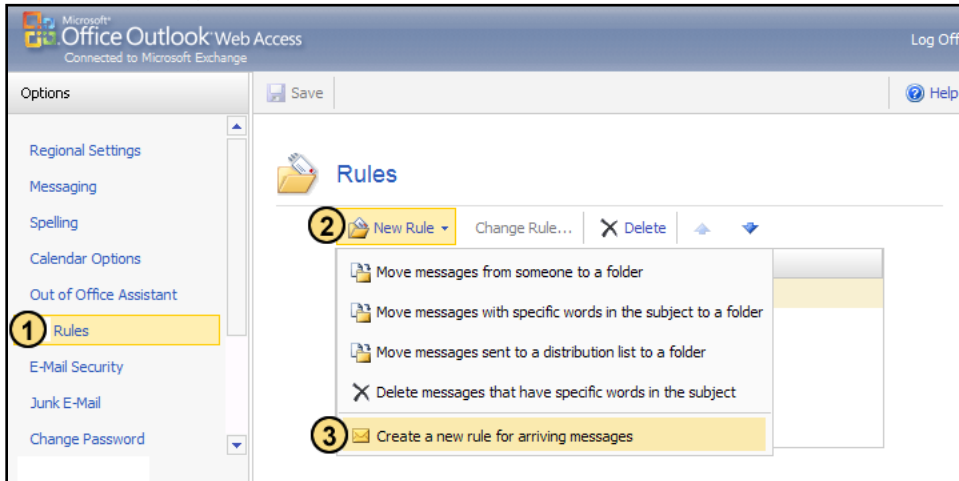 Microsoft®
Office Outlook® Web Access
Connected to Microsoft Exchange
Log Off
Options
Save
Help
Regional Settings
Messaging
Spelling
Calendar Options
Out of Office Assistant
1 Rules
E-Mail Security
Junk E-Mail
Change Password
Rules
2 New Rule Change Rule... Delete
Move messages from someone to a folder
Move messages with specific words in the subject to a folder
Move messages sent to a distribution list to a folder
Delete messages that have specific words in the subject
3 Create a new rule for arriving messages